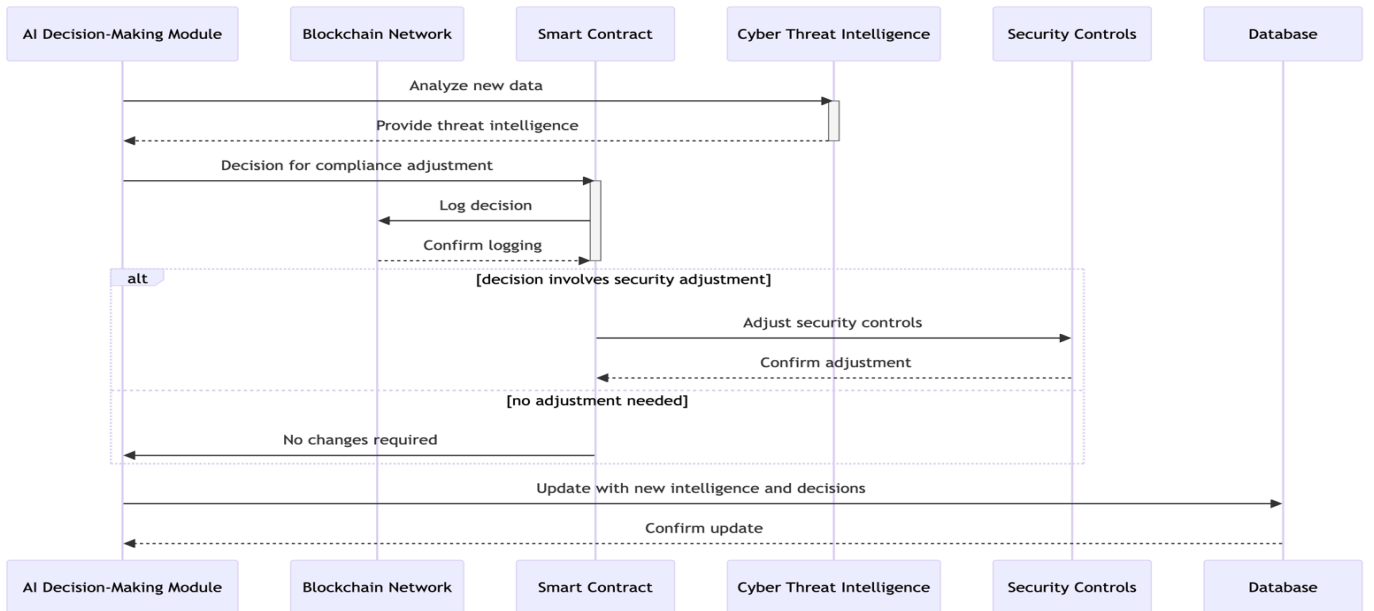 AI Decision-Making Module Blockchain Network Smart Contract Cyber Threat Intelligence Security Controls Database
Analyze new data
Provide threat intelligence
Decision for compliance adjustment
Log decision
Confirm logging
alt [decision involves security adjustment]
Adjust security controls
Confirm adjustment
[no adjustment needed]
No changes required
Update with new intelligence and decisions
Confirm update
AI Decision-Making Module Blockchain Network Smart Contract Cyber Threat Intelligence Security Controls Database